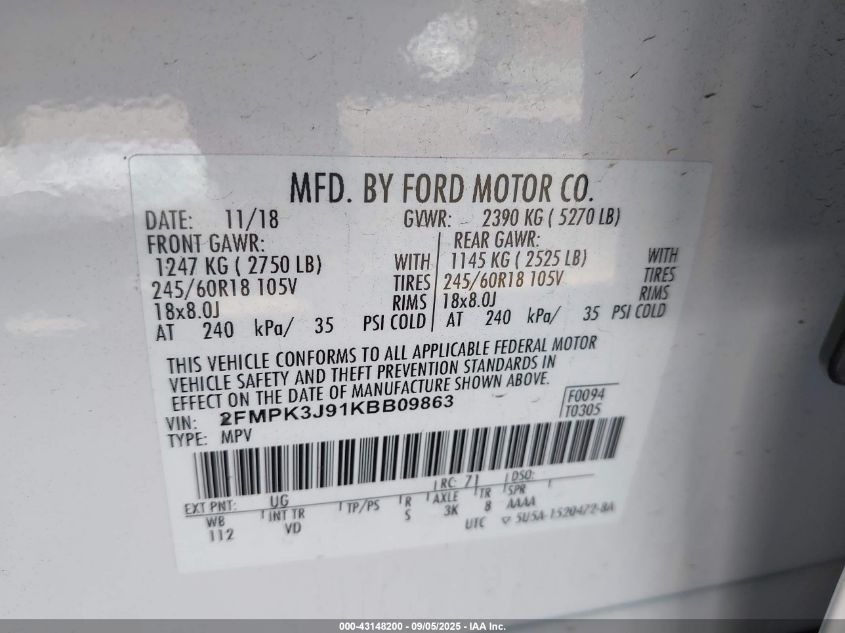 MFD. BY FORD MOTOR CO.
DATE: 11/18 GVWR: 2390 KG ( 5270 LB)
FRONT GAWR: REAR GAWR:
1247 KG ( 2750 LB) WITH 1145 KG ( 2525 LB) WITH
245/60R18 105V TIRES 245/60R18 105V TIRES
18x8.0J RIMS 18x8.0J RIMS
AT 240 kPa/ 35 PSI COLD AT 240 kPa/ 35 PSI COLD
THIS VEHICLE CONFORMS TO ALL APPLICABLE FEDERAL MOTOR
VEHICLE SAFETY AND THEFT PREVENTION STANDARDS IN
EFFECT ON THE DATE OF MANUFACTURE SHOWN ABOVE.
VIN: 2FMPK3J91KBB09863 F0094
TYPE: MPV T0305
EXT PNT: UG RC: 71 DSO:
WB INT TR TP/PS R AXLE TR SPR
112 VD S 3K 8 AAAA
UTC 5U5A-15204/2-8A
000-43148200 - 09/05/2025 - IAA Inc.